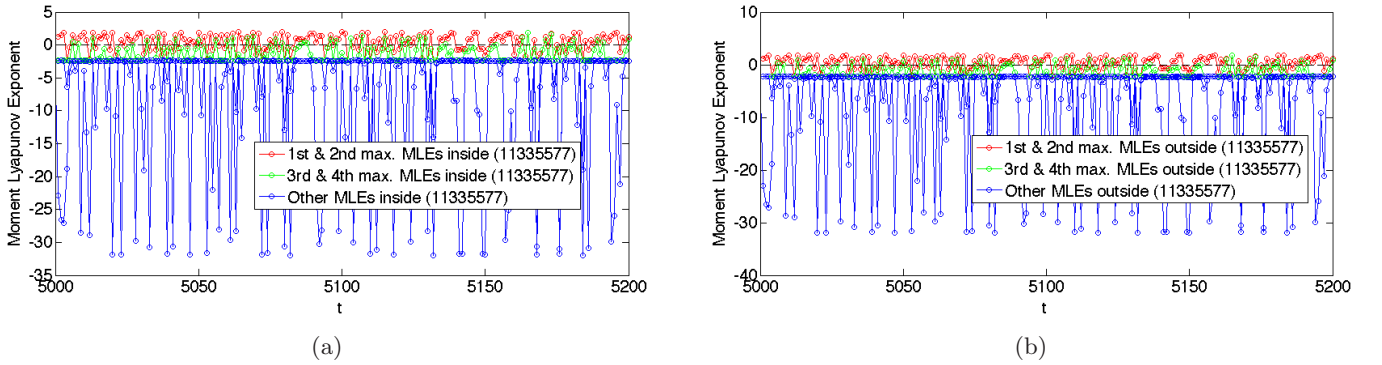 5
0
-5
-10
-15
-20
-25
-30
-35
Moment Lyapunov Exponent
1st & 2nd max. MLEs inside (11335577)
3rd & 4th max. MLEs inside (11335577)
Other MLEs inside (11335577)
5000
5050
5100
5150
5200
t
(a)
10
0
-10
-20
-30
-40
Moment Lyapunov Exponent
1st & 2nd max. MLEs outside (11335577)
3rd & 4th max. MLEs outside (11335577)
Other MLEs outside (11335577)
5000
5050
5100
5150
5200
t
(b)